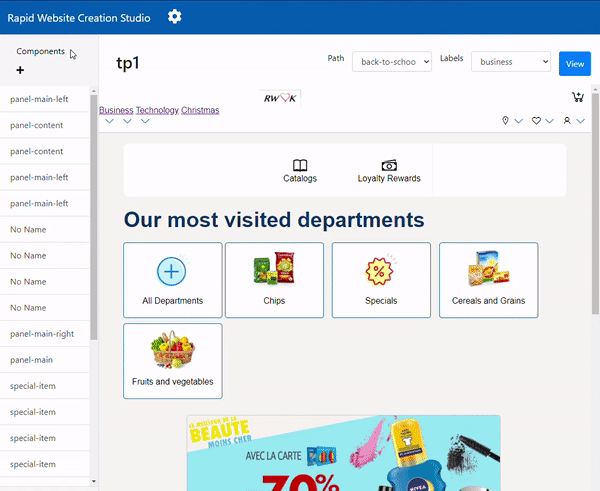 Rapid Website Creation Studio
Components
+
panel-main-left
panel-content
panel-content
panel-main-left
panel-main-left
No Name
No Name
No Name
No Name
panel-main-right
panel-main
special-item
special-item
special-item
special-item
tp1
Path
back-to-schoo
Labels
business
View
RW K
Business Technology Christmas
Catalogs
Loyalty Rewards
Our most visited departments
All Departments
Chips
Specials
Cereals and Grains
Fruits and vegetables
LE MEILLEUR DE LA
BEAUTÉ
MOINS CHER
AVEC LA CARTE
70%
NIVEA